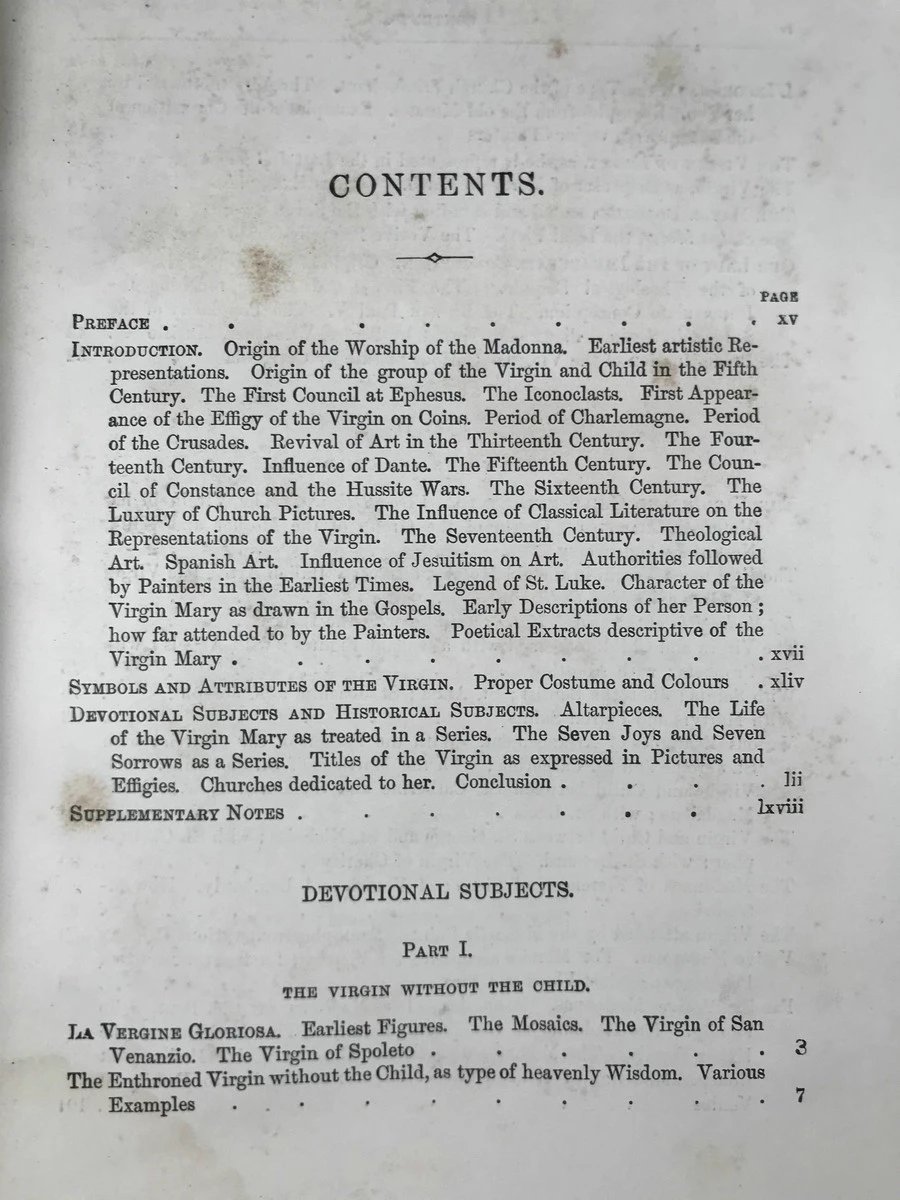 CONTENTS.
PAGE
PREFACE . . . . . . . . . xv
INTRODUCTION. Origin of the Worship of the Madonna. Earliest artistic Re-
presentations. Origin of the group of the Virgin and Child in the Fifth
Century. The First Council at Ephesus. The Iconoclasts. First Appear-
ance of the Effigy of the Virgin on Coins. Period of Charlemagne. Period
of the Crusades. Revival of Art in the Thirteenth Century. The Four-
teenth Century. Influence of Dante. The Fifteenth Century. The Coun-
cil of Constance and the Hussite Wars. The Sixteenth Century. The
Luxury of Church Pictures. The Influence of Classical Literature on the
Representations of the Virgin. The Seventeenth Century. Theological
Art. Spanish Art. Influence of Jesuitism on Art. Authorities followed
by Painters in the Earliest Times. Legend of St. Luke. Character of the
Virgin Mary as drawn in the Gospels. Early Descriptions of her Person;
how far attended to by the Painters. Poetical Extracts descriptive of the
Virgin Mary . . . . . . . . . xvii
SYMBOLS AND ATTRIBUTES OF THE VIRGIN. Proper Costume and Colours . xliv
DEVOTIONAL SUBJECTS AND HISTORICAL SUBJECTS. Altarpieces. The Life
of the Virgin Mary as treated in a Series. The Seven Joys and Seven
Sorrows as a Series. Titles of the Virgin as expressed in Pictures and
Effigies. Churches dedicated to her. Conclusion . . . . lii
SUPPLEMENTARY NOTES . . . . . . . . lxviii
DEVOTIONAL SUBJECTS.
PART I.
THE VIRGIN WITHOUT THE CHILD.
LA VERGINE GLORIOSA. Earliest Figures. The Mosaics. The Virgin of San
Venanzio. The Virgin of Spoleto . . . . . . 3
The Enthroned Virgin without the Child, as type of heavenly Wisdom. Various
Examples . . . . . . . . . 7